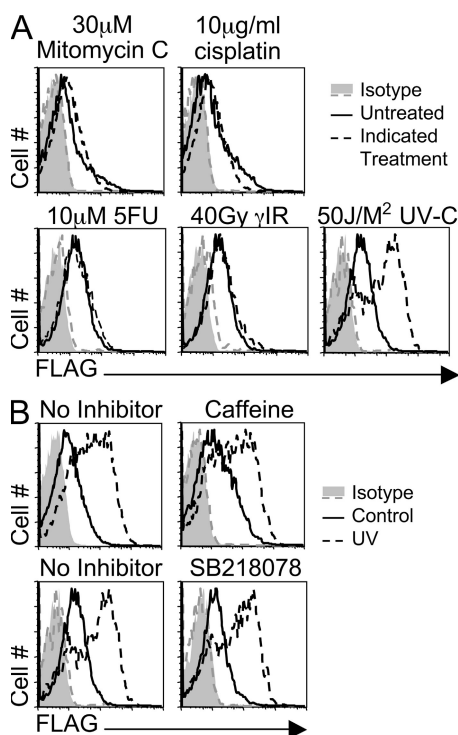 A
30μM
Mitomycin C
10μg/ml
cisplatin
Isotype
Untreated
Indicated
Treatment
Cell #
10μM 5FU
40Gy γIR
50J/M² UV-C
Cell #
FLAG
B
No Inhibitor
Caffeine
Isotype
Control
UV
Cell #
No Inhibitor
SB218078
Cell #
FLAG